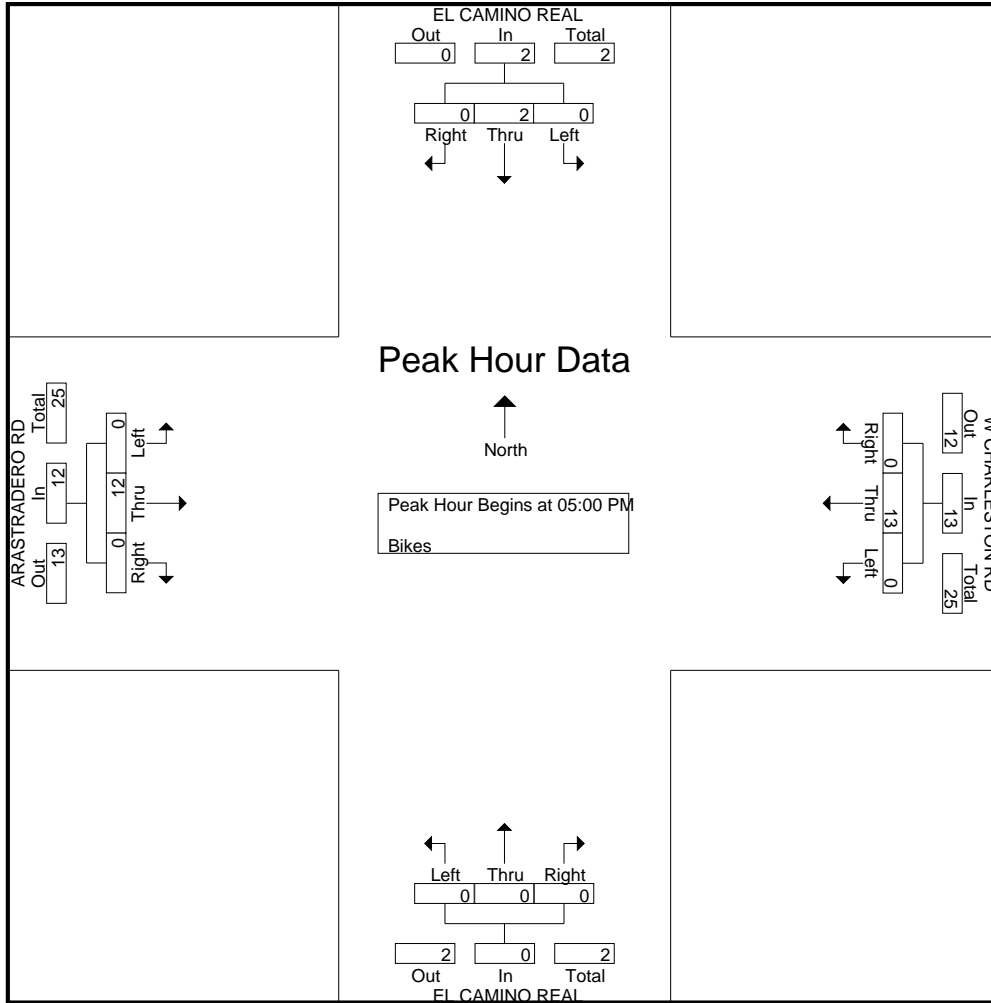 EL CAMINO REAL
Out In Total
0 2 2
0 2 0
Right Thru Left
Peak Hour Data
North
Peak Hour Begins at 05:00 PM
Bikes
ARASTRADERO RD
Total In Out
25 12 13
0 12 0
Left Thru Right
Right Thru Left
0 13 0
12 13 25
Out In Total
W CHARLESTON RD
Left Thru Right
0 0 0
2 0 2
Out In Total
EL CAMINO REAL